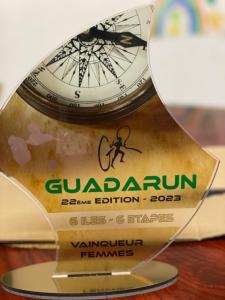 GUADARUN
22ÈME EDITION - 2023
6 ILES - 6 ETAPES
VAINQUEUR
FEMMES